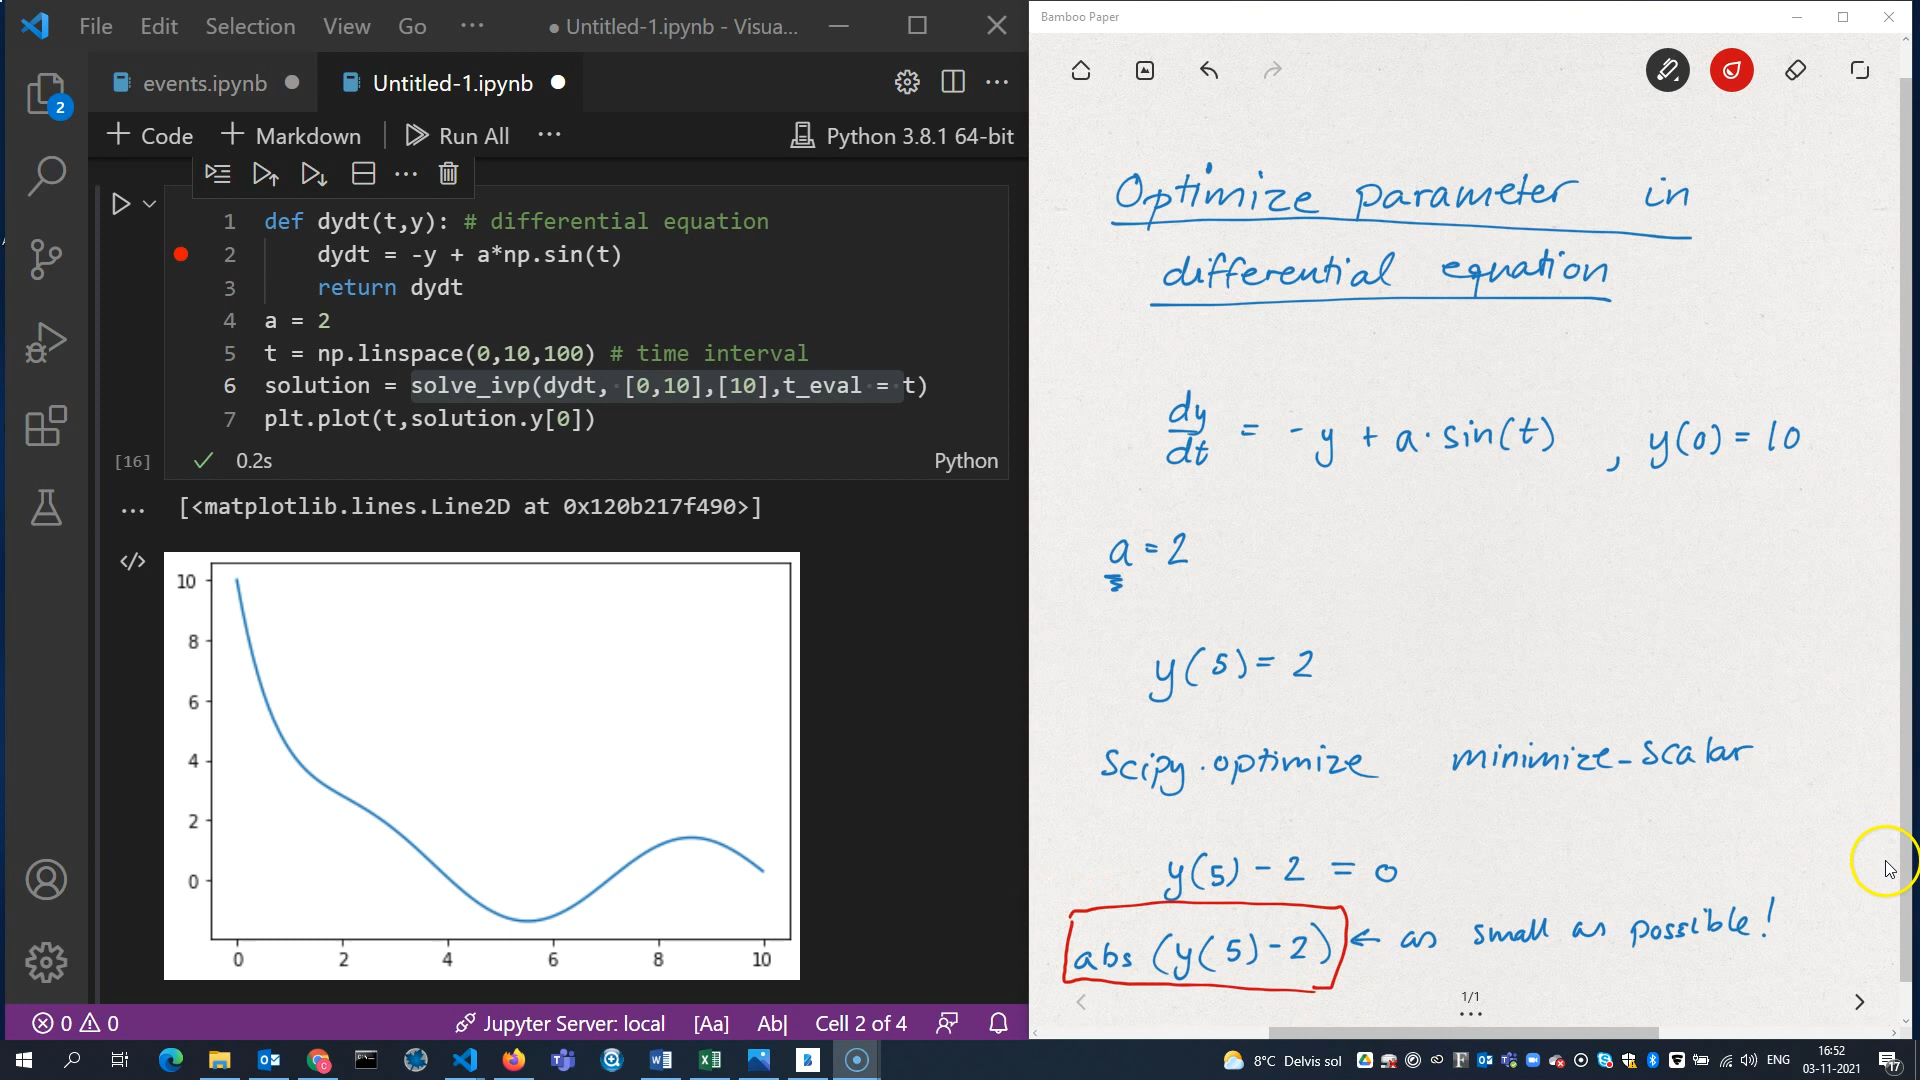 File Edit Selection View Go ··· ● Untitled-1.ipynb - Visua...
events.ipynb ● Untitled-1.ipynb ●
+ Code + Markdown Run All ··· Python 3.8.1 64-bit
1 def dydt(t,y): # differential equation
2 dydt = -y + a*np.sin(t)
3 return dydt
4 a = 2
5 t = np.linspace(0,10,100) # time interval
6 solution = solve_ivp(dydt, [0,10],[10],t_eval = t)
7 plt.plot(t,solution.y[0])
[16] 0.2s Python
[<matplotlib.lines.Line2D at 0x120b217f490>]
10
8
6
4
2
0
0 2 4 6 8 10
0 0 Jupyter Server: local [Aa] Ab| Cell 2 of 4
2
Bamboo Paper
Optimize parameter in
differential equation
dy/dt = -y + a·sin(t) , y(0) = 10
a = 2
y(5) = 2
Scipy.optimize minimize_scalar
y(5) - 2 = 0
abs (y(5) - 2) ← as small as possible!
1/1
8°C Delvis sol ENG 16:52
03-11-2021
17